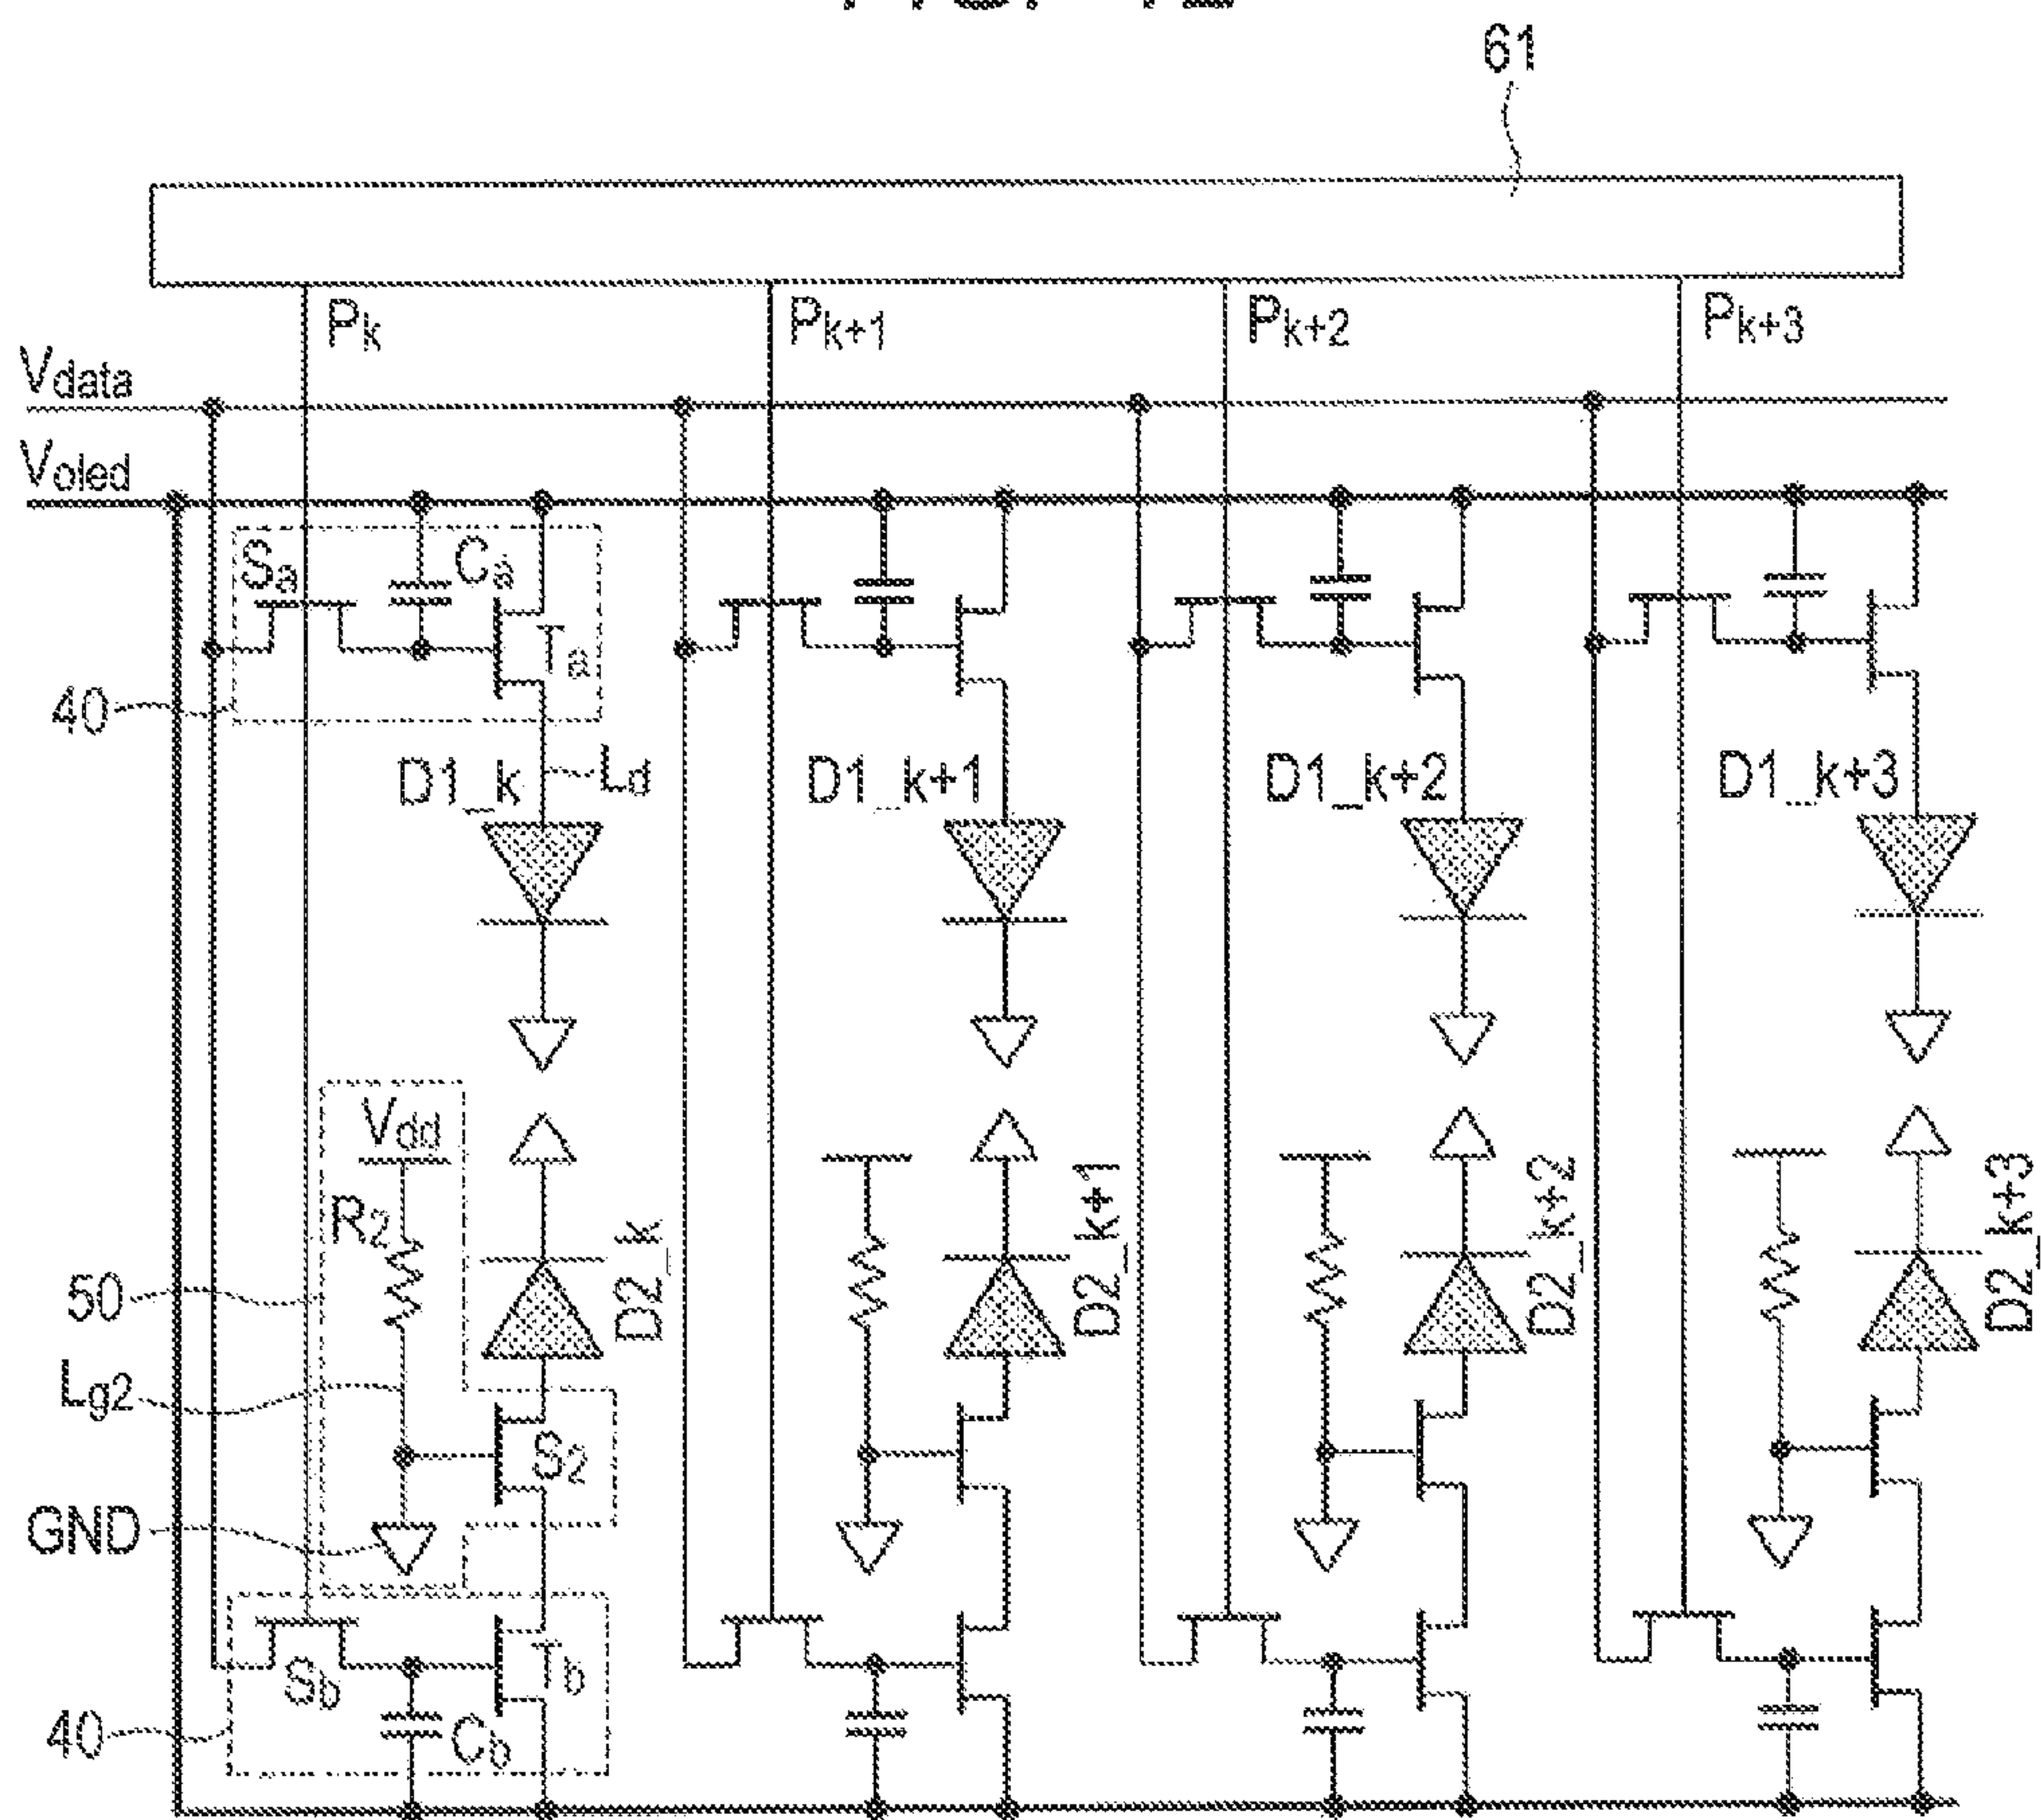 61
Pk
Pk+1
Pk+2
Pk+3
Vdata
Voled
Sa
Ca
Ta
40
D1_k
Ld
D1_k+1
D1_k+2
D1_k+3
Vdd
R2
50
D2_k
D2_k+1
D2_k+2
D2_k+3
Lg2
S2
GND
Sb
Tb
40
Cb